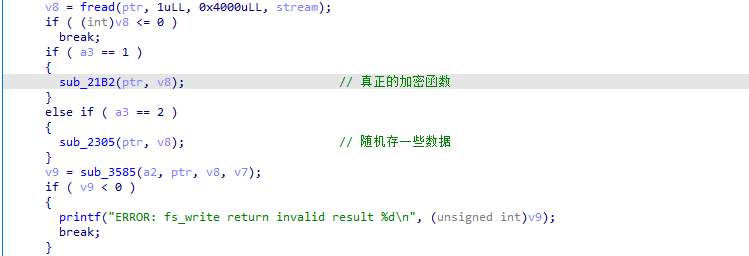 v8 = fread(ptr, 1uLL, 0x4000uLL, stream);
if ( (int)v8 <= 0 )
break;
if ( a3 == 1 )
{
sub_21B2(ptr, v8); // 真正的加密函数
}
else if ( a3 == 2 )
{
sub_2305(ptr, v8); // 随机存一些数据
}
v9 = sub_3585(a2, ptr, v8, v7);
if ( v9 < 0 )
{
printf("ERROR: fs_write return invalid result %d\n", (unsigned int)v9);
break;
}